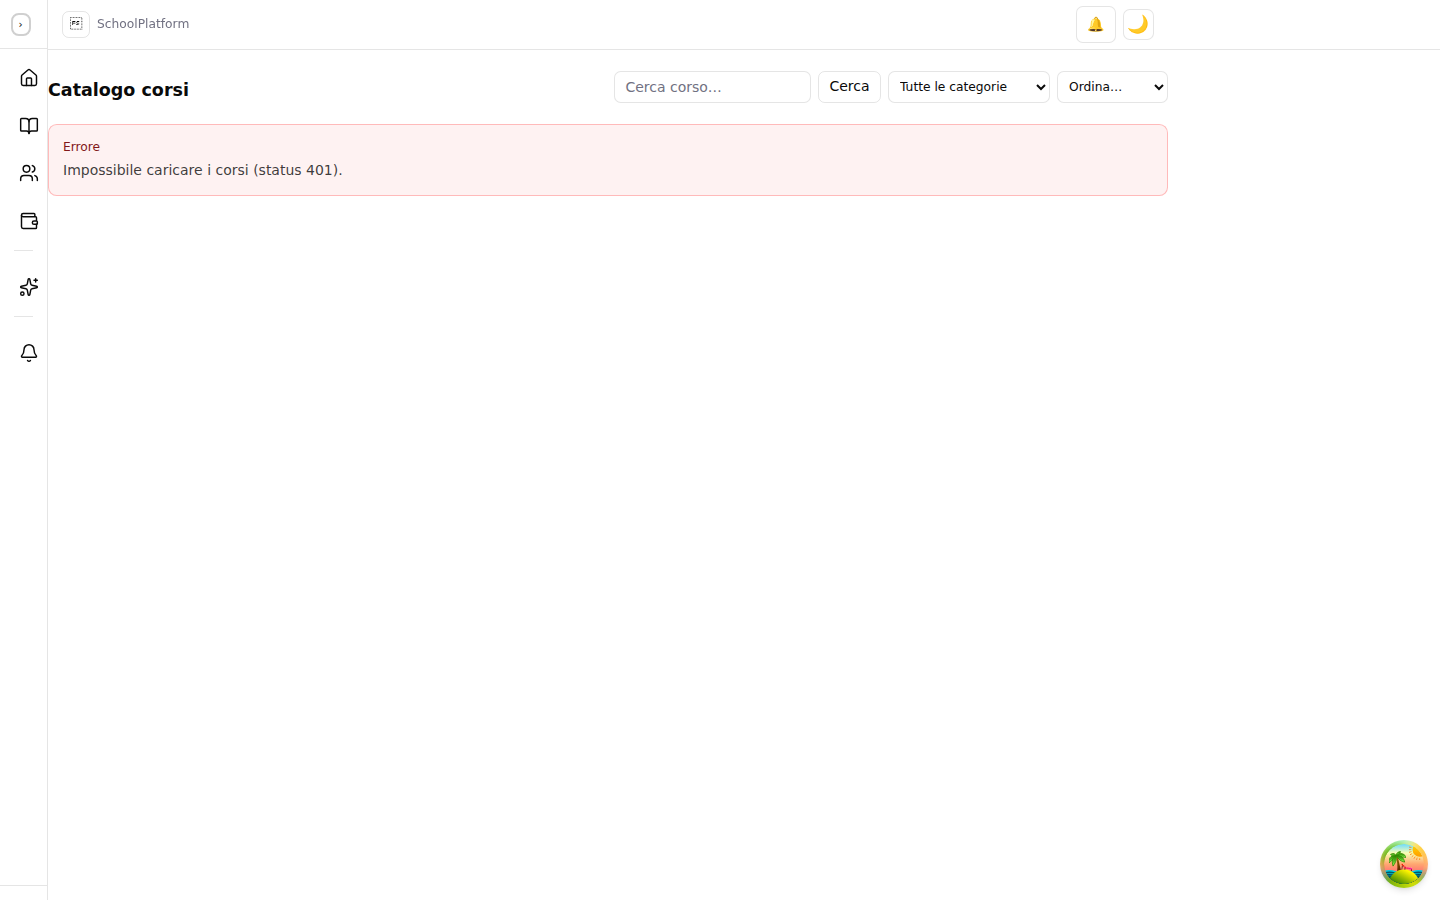 SchoolPlatform
Catalogo corsi
Cerca corso...
Cerca
Tutte le categorie
Ordina...
Errore
Impossibile caricare i corsi (status 401).